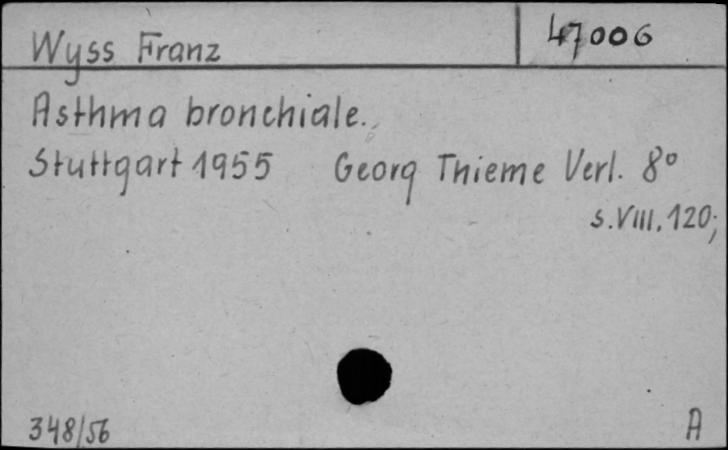 Wyss Franz
47006
Asthma bronchiale.
Stuttgart 1955 Georg Thieme Verl. 8°
S.VIII, 120;
348/56
A